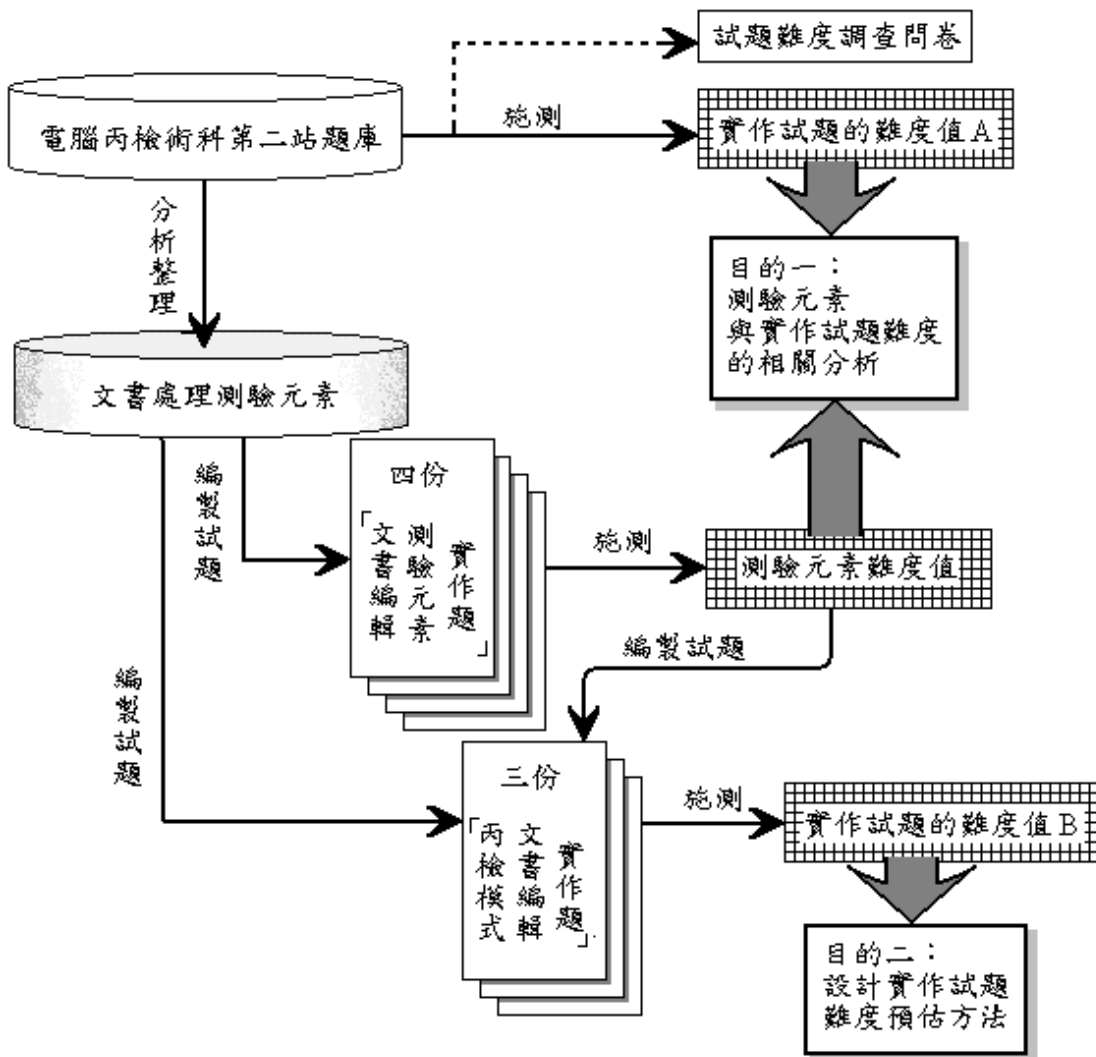 試題難度調查問卷
電腦丙檢術科第二站題庫
施測
實作試題的難度值A
分析整理
目的一：
測驗元素
與實作試題難度
的相關分析
文書處理測驗元素
編製試題
四份
「文書編輯
測驗元素
實作題」
施測
測驗元素難度值
編製試題
編製試題
三份
「丙檢模式
文書編輯
實作題」
施測
實作試題的難度值B
目的二：
設計實作試題
難度預估方法